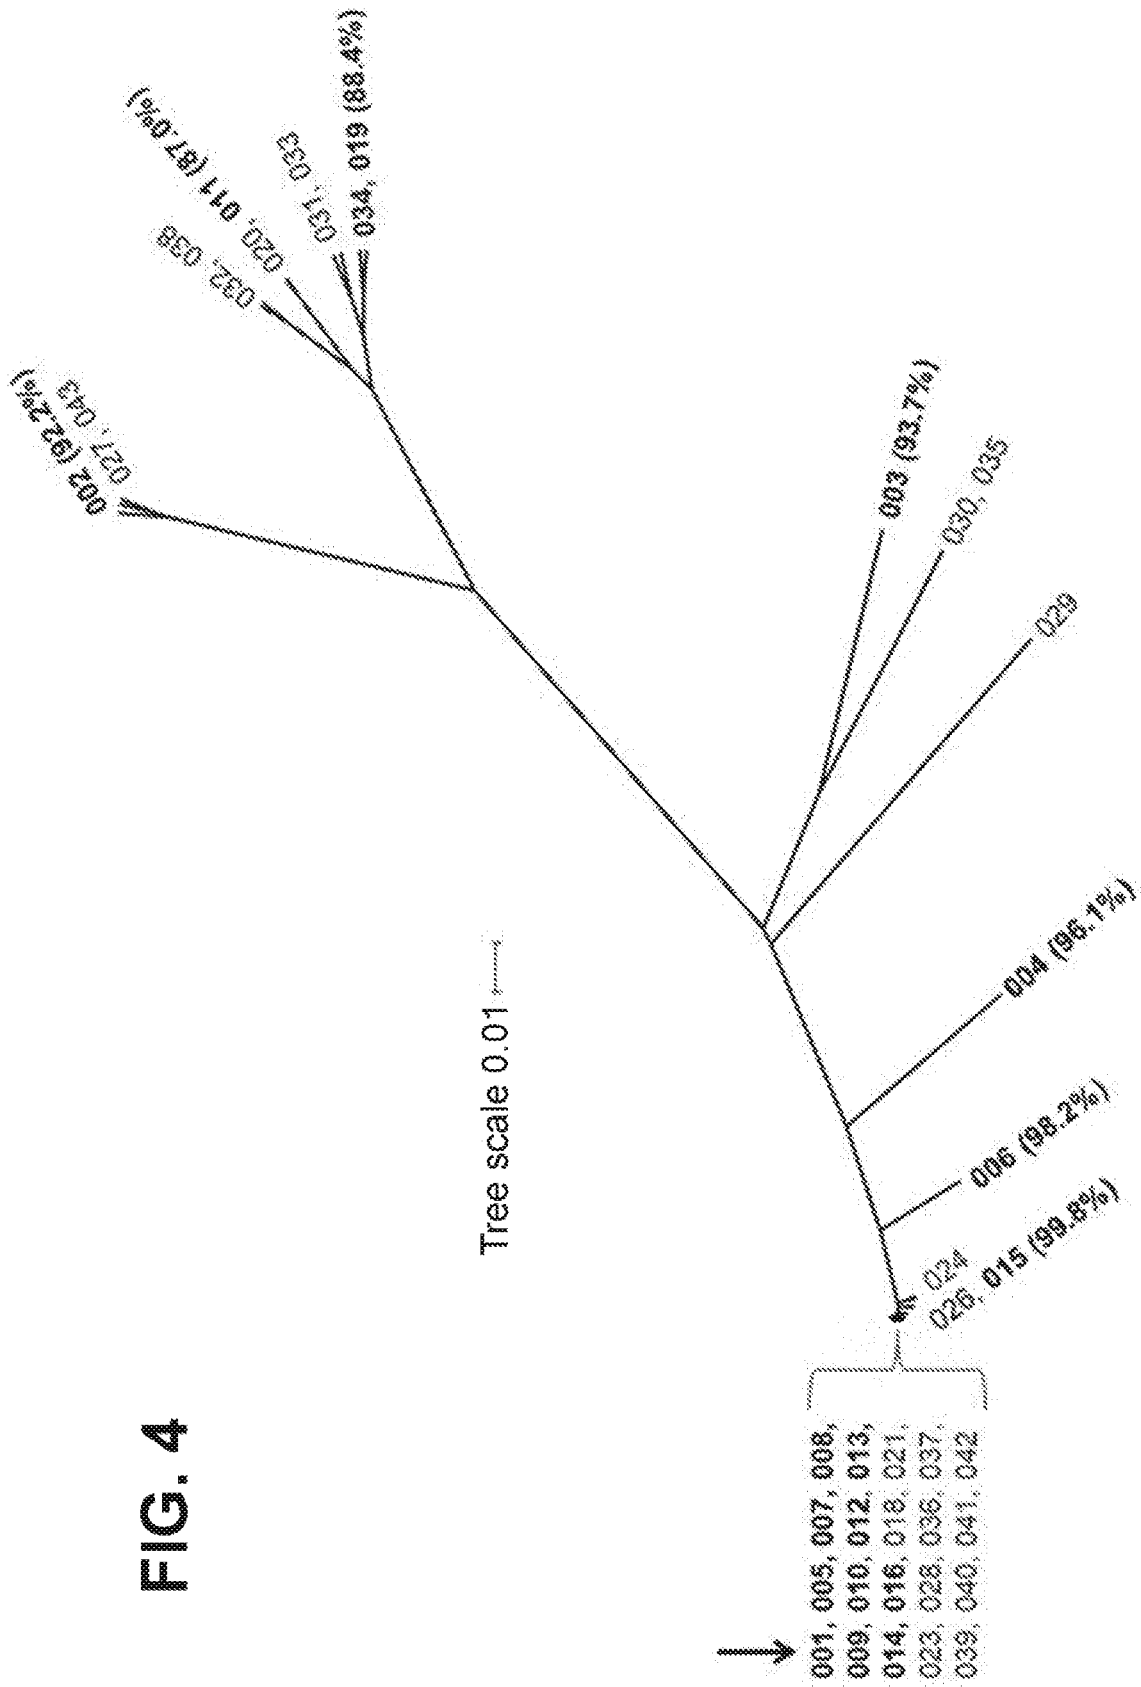 FIG. 4
002 (92.2%)
027, 043
032, 038
020, 011 (87.0%)
031, 033
034, 019 (88.4%)
Tree scale 0.01
003 (93.7%)
030, 035
029
004 (96.1%)
006 (98.2%)
024
026, 015 (99.8%)
001, 005, 007, 008,
009, 010, 012, 013,
014, 016, 018, 021,
023, 028, 036, 037,
039, 040, 041, 042